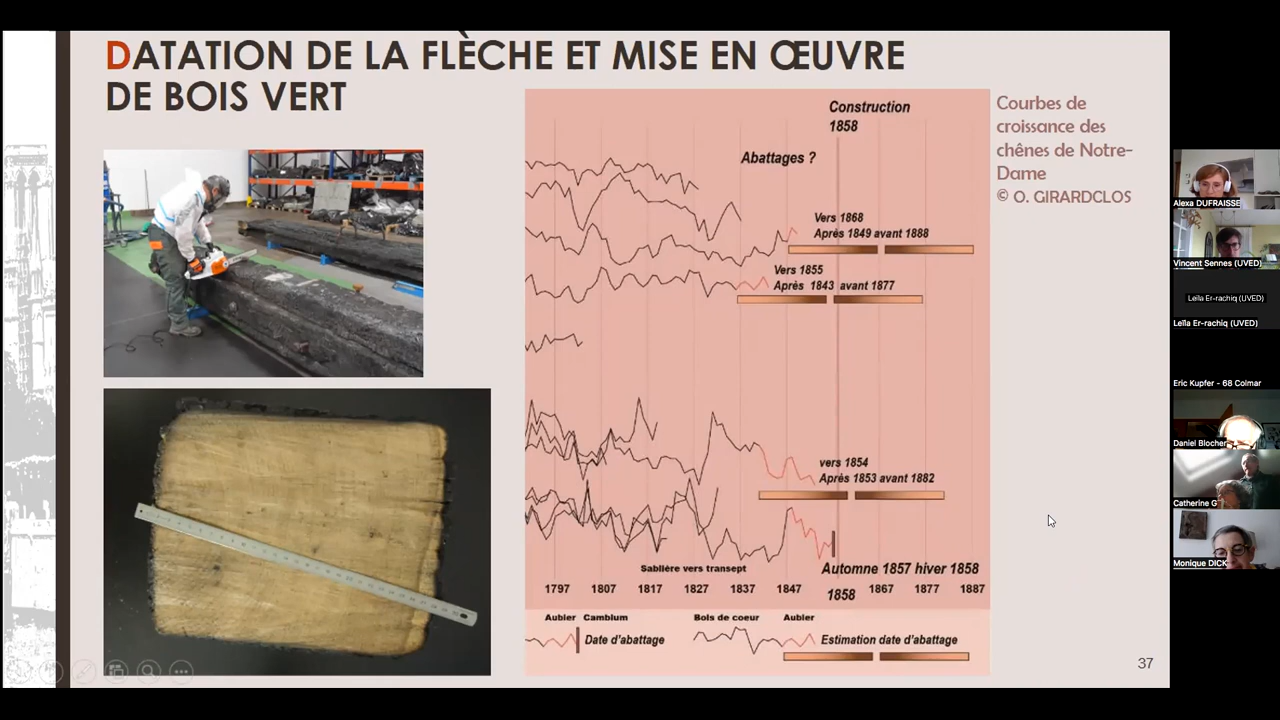 DATATION DE LA FLÈCHE ET MISE EN ŒUVRE
DE BOIS VERT
Construction
1858
Abattages ?
Vers 1868
Après 1849 avant 1888
Vers 1855
Après 1843 avant 1877
vers 1854
Après 1853 avant 1882
Sablière vers transept
Automne 1857 hiver 1858
1797 1807 1817 1827 1837 1847 1858 1867 1877 1887
Aubier Cambium Bois de coeur Aubier
Date d'abattage
Estimation date d'abattage
Courbes de
croissance des
chênes de Notre-
Dame
© O. GIRARDCLOS
37
Alexa DUFRAISSE
Vincent Sennes (UVED)
Leïla Er-rachiq (UVED)
Leïla Er-rachiq (UVED)
Eric Kupfer - 68 Colmar
Daniel Blocher
Catherine G
Monique DICK